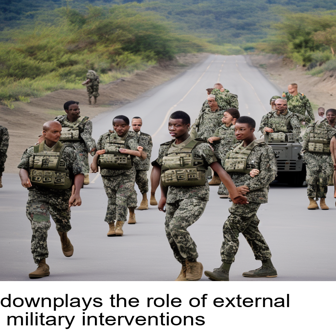 downplays the role of external
military interventions